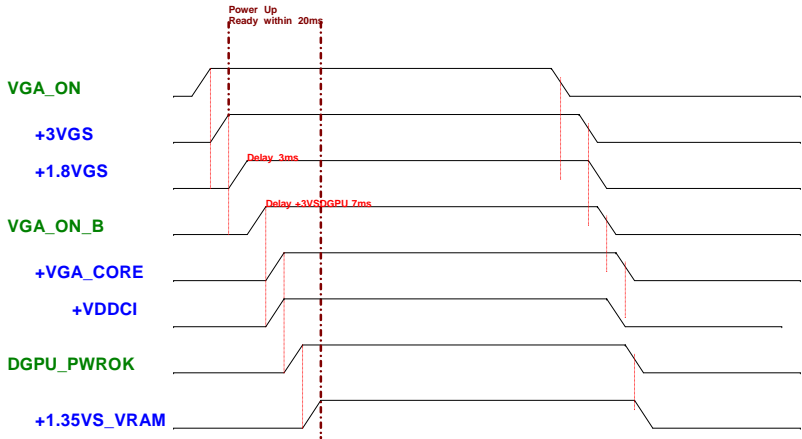 Power Up
Ready within 20ms
VGA_ON
+3VGS
Delay 3ms
+1.8VGS
Delay +3VSDGPU 7ms
VGA_ON_B
+VGA_CORE
+VDDCI
DGPU_PWROK
+1.35VS_VRAM